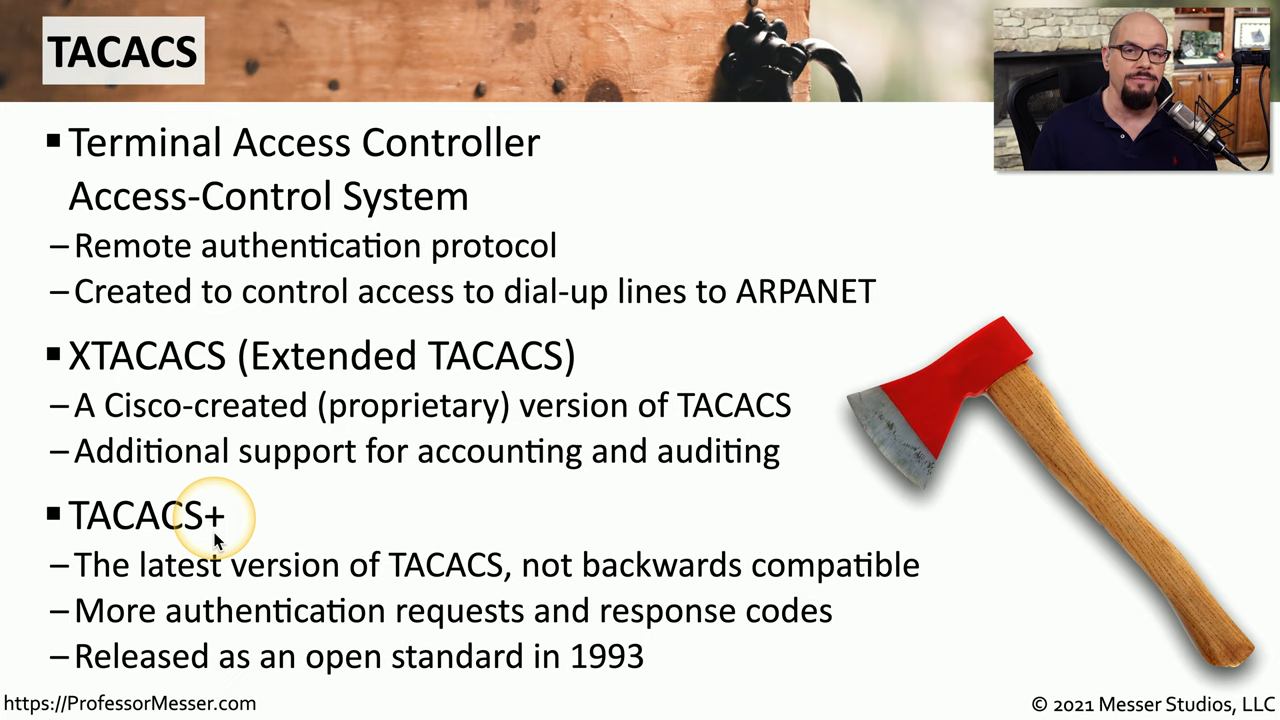 TACACS
▪ Terminal Access Controller
Access-Control System
– Remote authentication protocol
– Created to control access to dial-up lines to ARPANET
▪ XTACACS (Extended TACACS)
– A Cisco-created (proprietary) version of TACACS
– Additional support for accounting and auditing
▪ TACACS+
– The latest version of TACACS, not backwards compatible
– More authentication requests and response codes
– Released as an open standard in 1993
https://ProfessorMesser.com
© 2021 Messer Studios, LLC